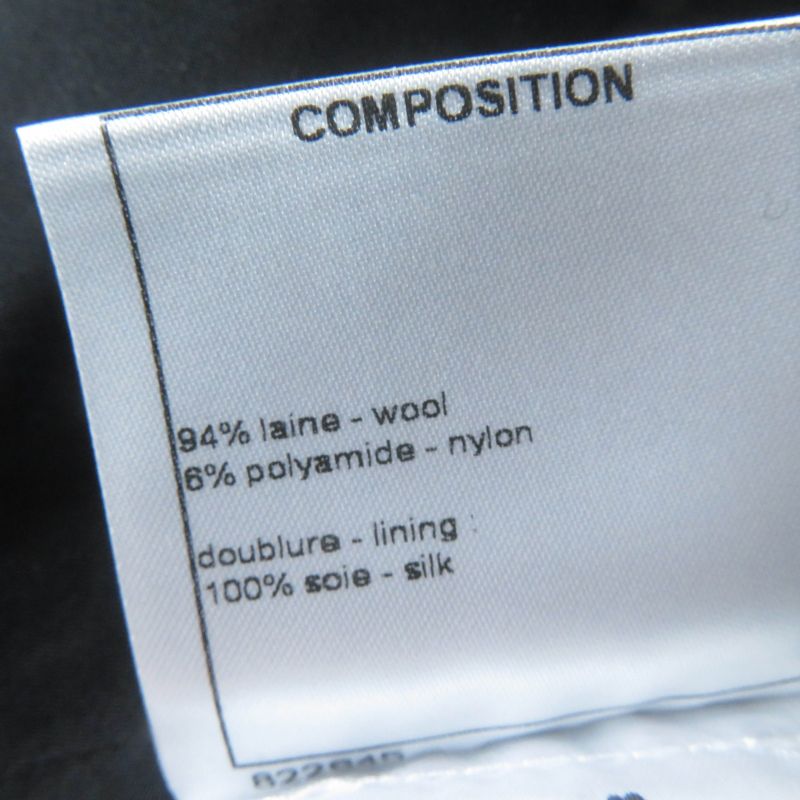 COMPOSITION
94% laine - wool
6% polyamide - nylon
doublure - lining :
100% soie - silk